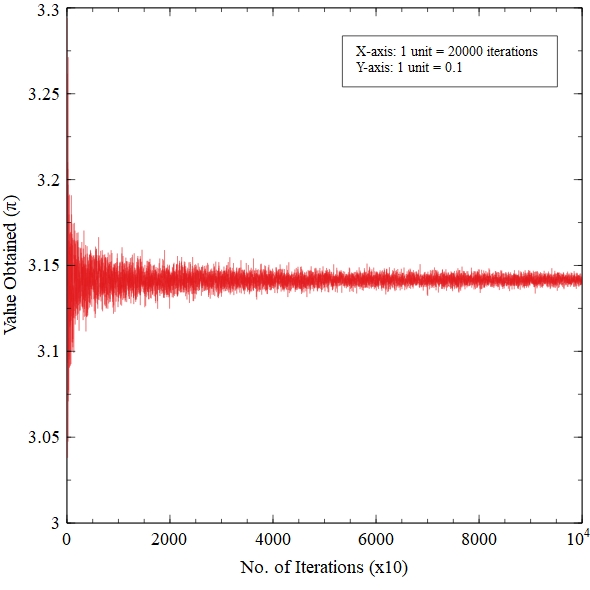 3.3
X-axis: 1 unit = 20000 iterations
Y-axis: 1 unit = 0.1
3.25
3.2
3.15
3.1
3.05
3
Value Obtained (π)
0 2000 4000 6000 8000 10⁴
No. of Iterations (x10)